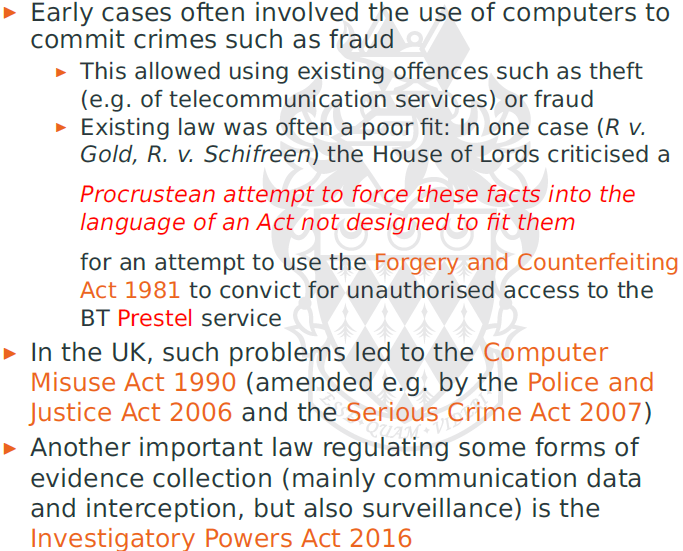 Early cases often involved the use of computers to
commit crimes such as fraud
This allowed using existing offences such as theft
(e.g. of telecommunication services) or fraud
Existing law was often a poor fit: In one case (R v.
Gold, R. v. Schifreen) the House of Lords criticised a
Procrustean attempt to force these facts into the
language of an Act not designed to fit them
for an attempt to use the Forgery and Counterfeiting
Act 1981 to convict for unauthorised access to the
BT Prestel service
In the UK, such problems led to the Computer
Misuse Act 1990 (amended e.g. by the Police and
Justice Act 2006 and the Serious Crime Act 2007)
Another important law regulating some forms of
evidence collection (mainly communication data
and interception, but also surveillance) is the
Investigatory Powers Act 2016